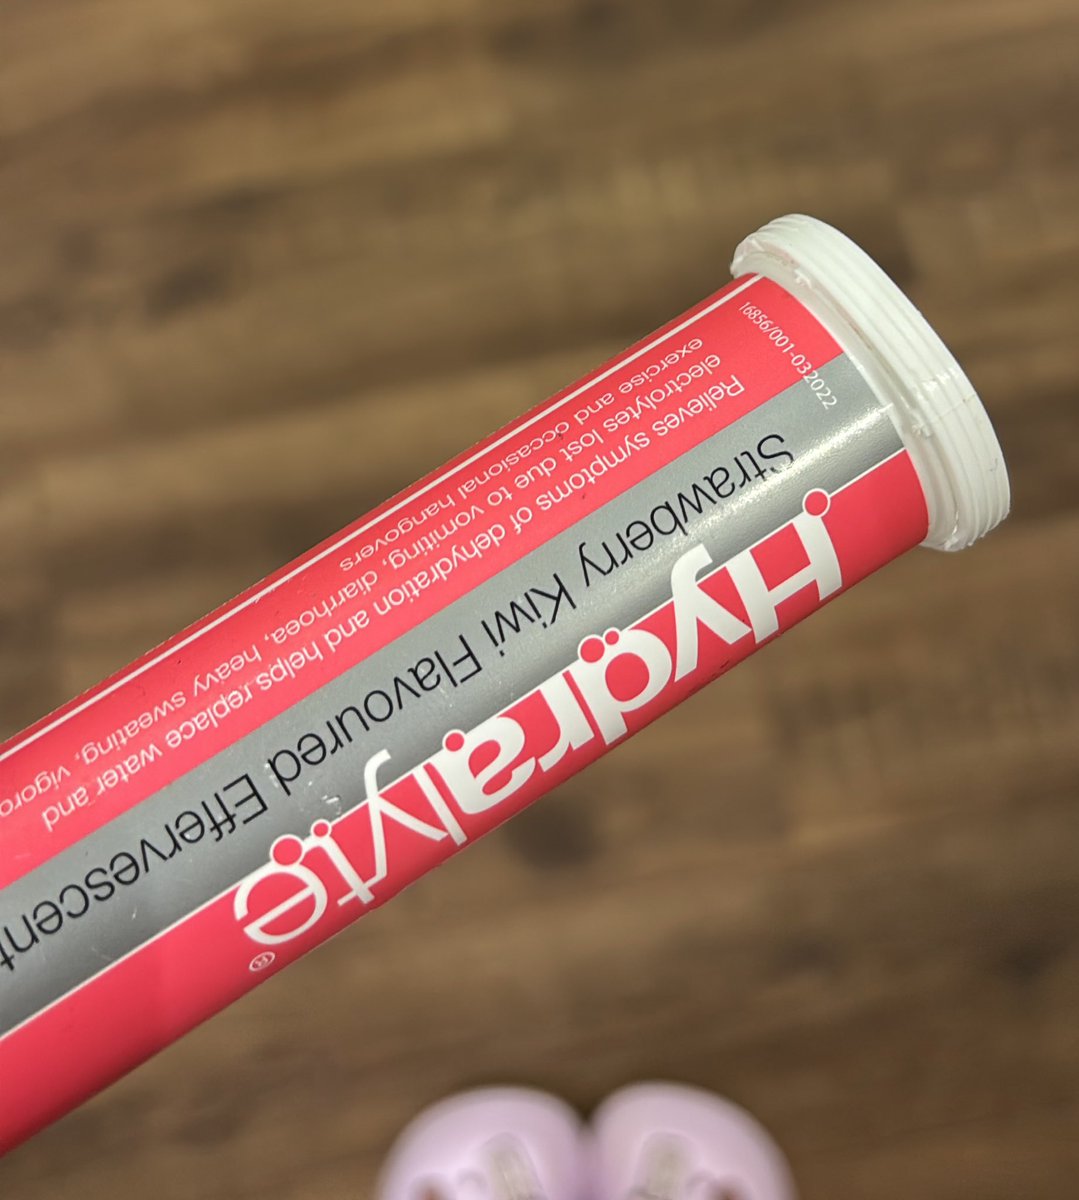 Hydralyte®
Strawberry Kiwi Flavoured Effervescent
Relieves symptoms of dehydration and helps replace water and
electrolytes lost due to vomiting, diarrhoea, heavy sweating, vigoro
exercise and occasional hangovers
16856/001-032022